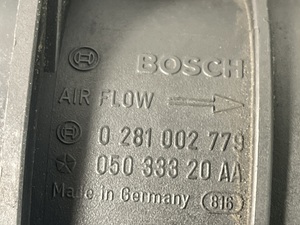 BOSCH
AIR FLOW
0 281 002 779
050 333 20 AA
Made in Germany 816